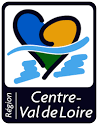 Région
Centre-
Val de Loire